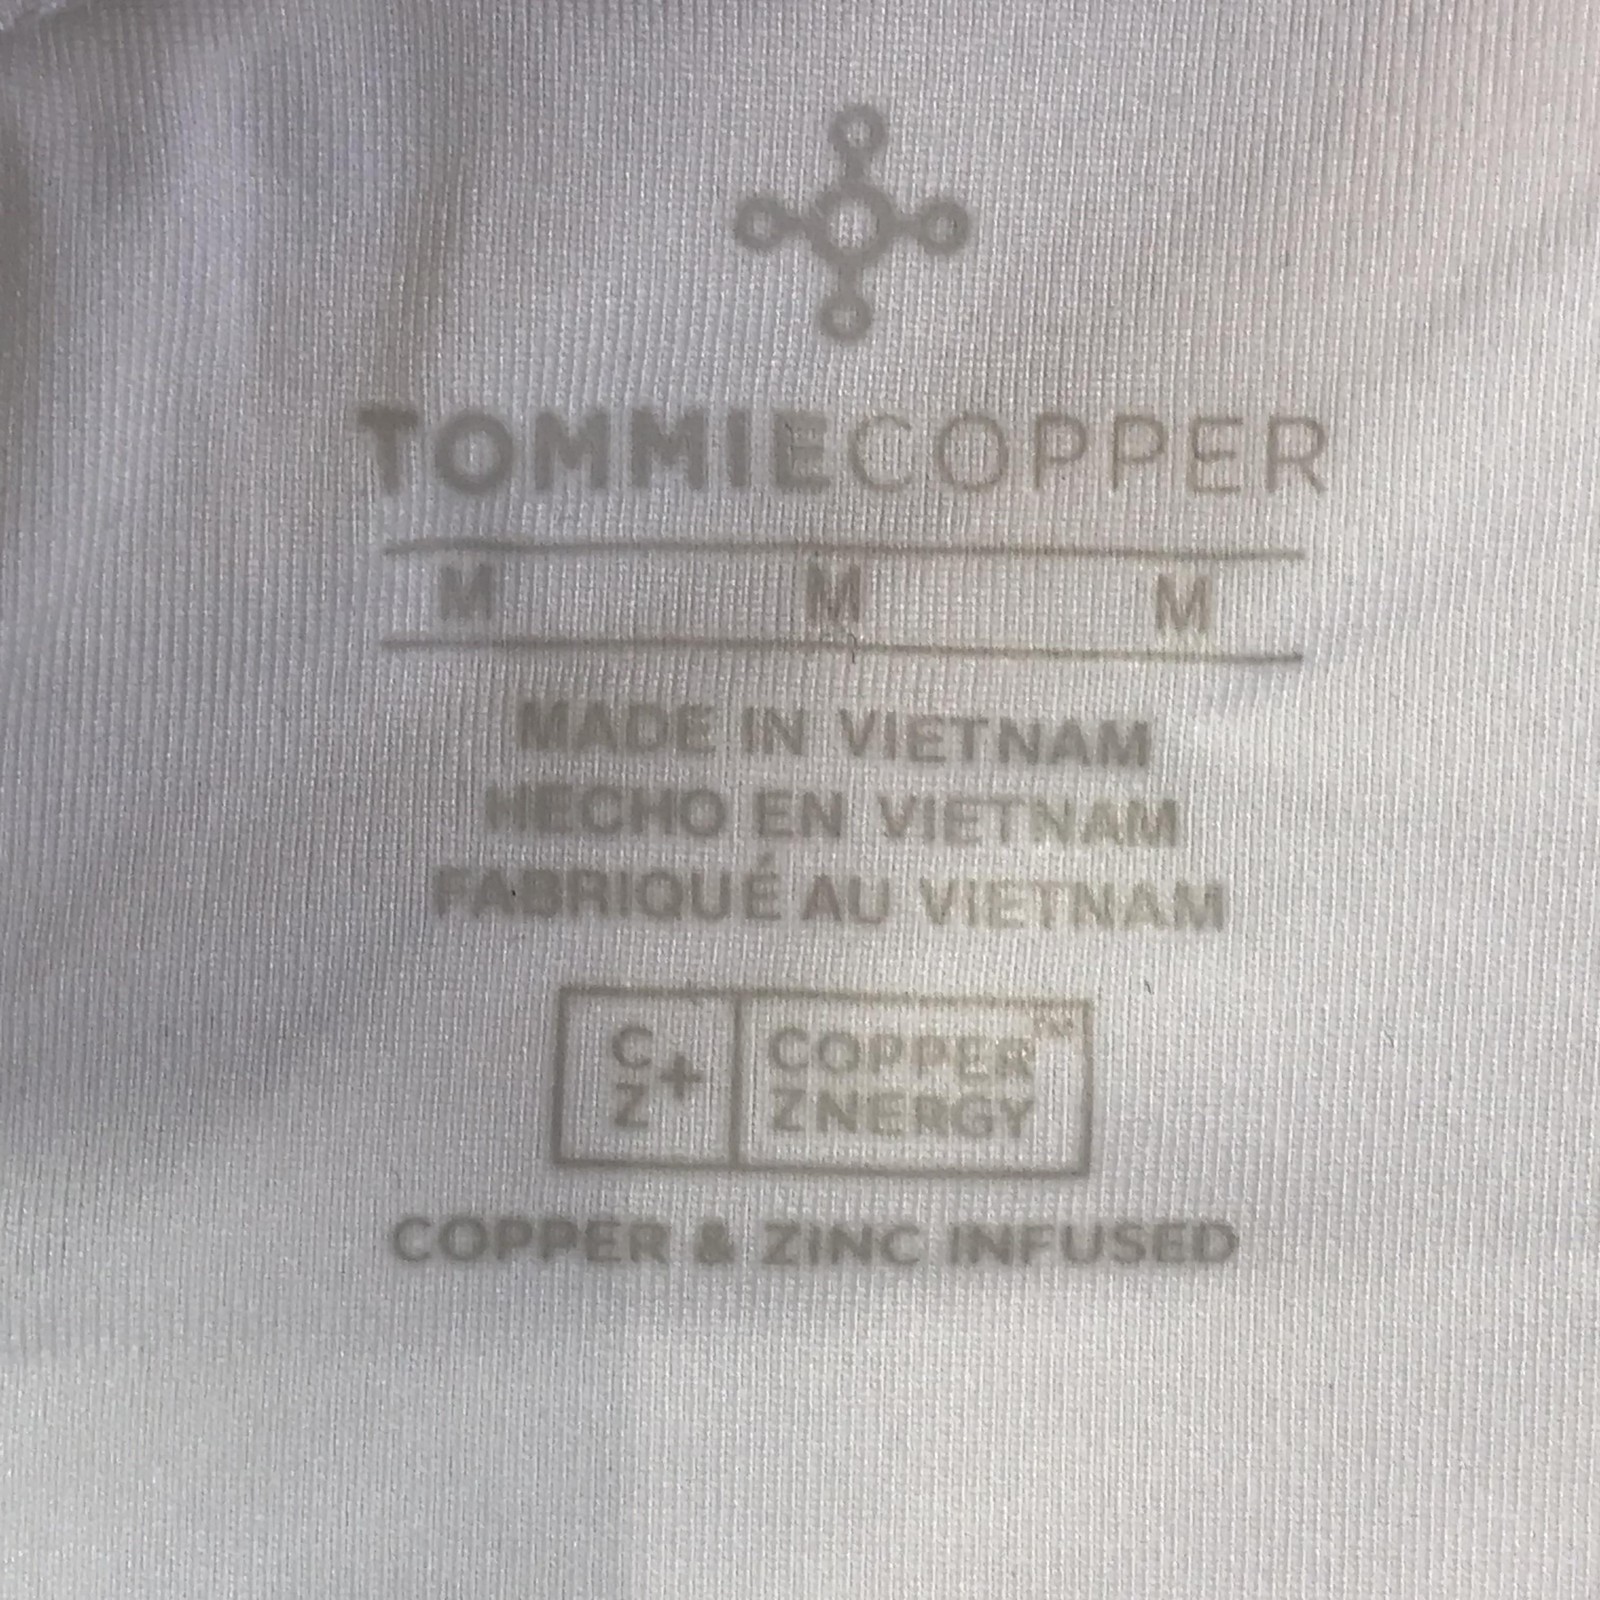 TOMMIECOPPER
M M M
MADE IN VIETNAM
HECHO EN VIETNAM
FABRIQUÉ AU VIETNAM
C
Z+
COPPER™
ZNERGY
COPPER & ZINC INFUSED